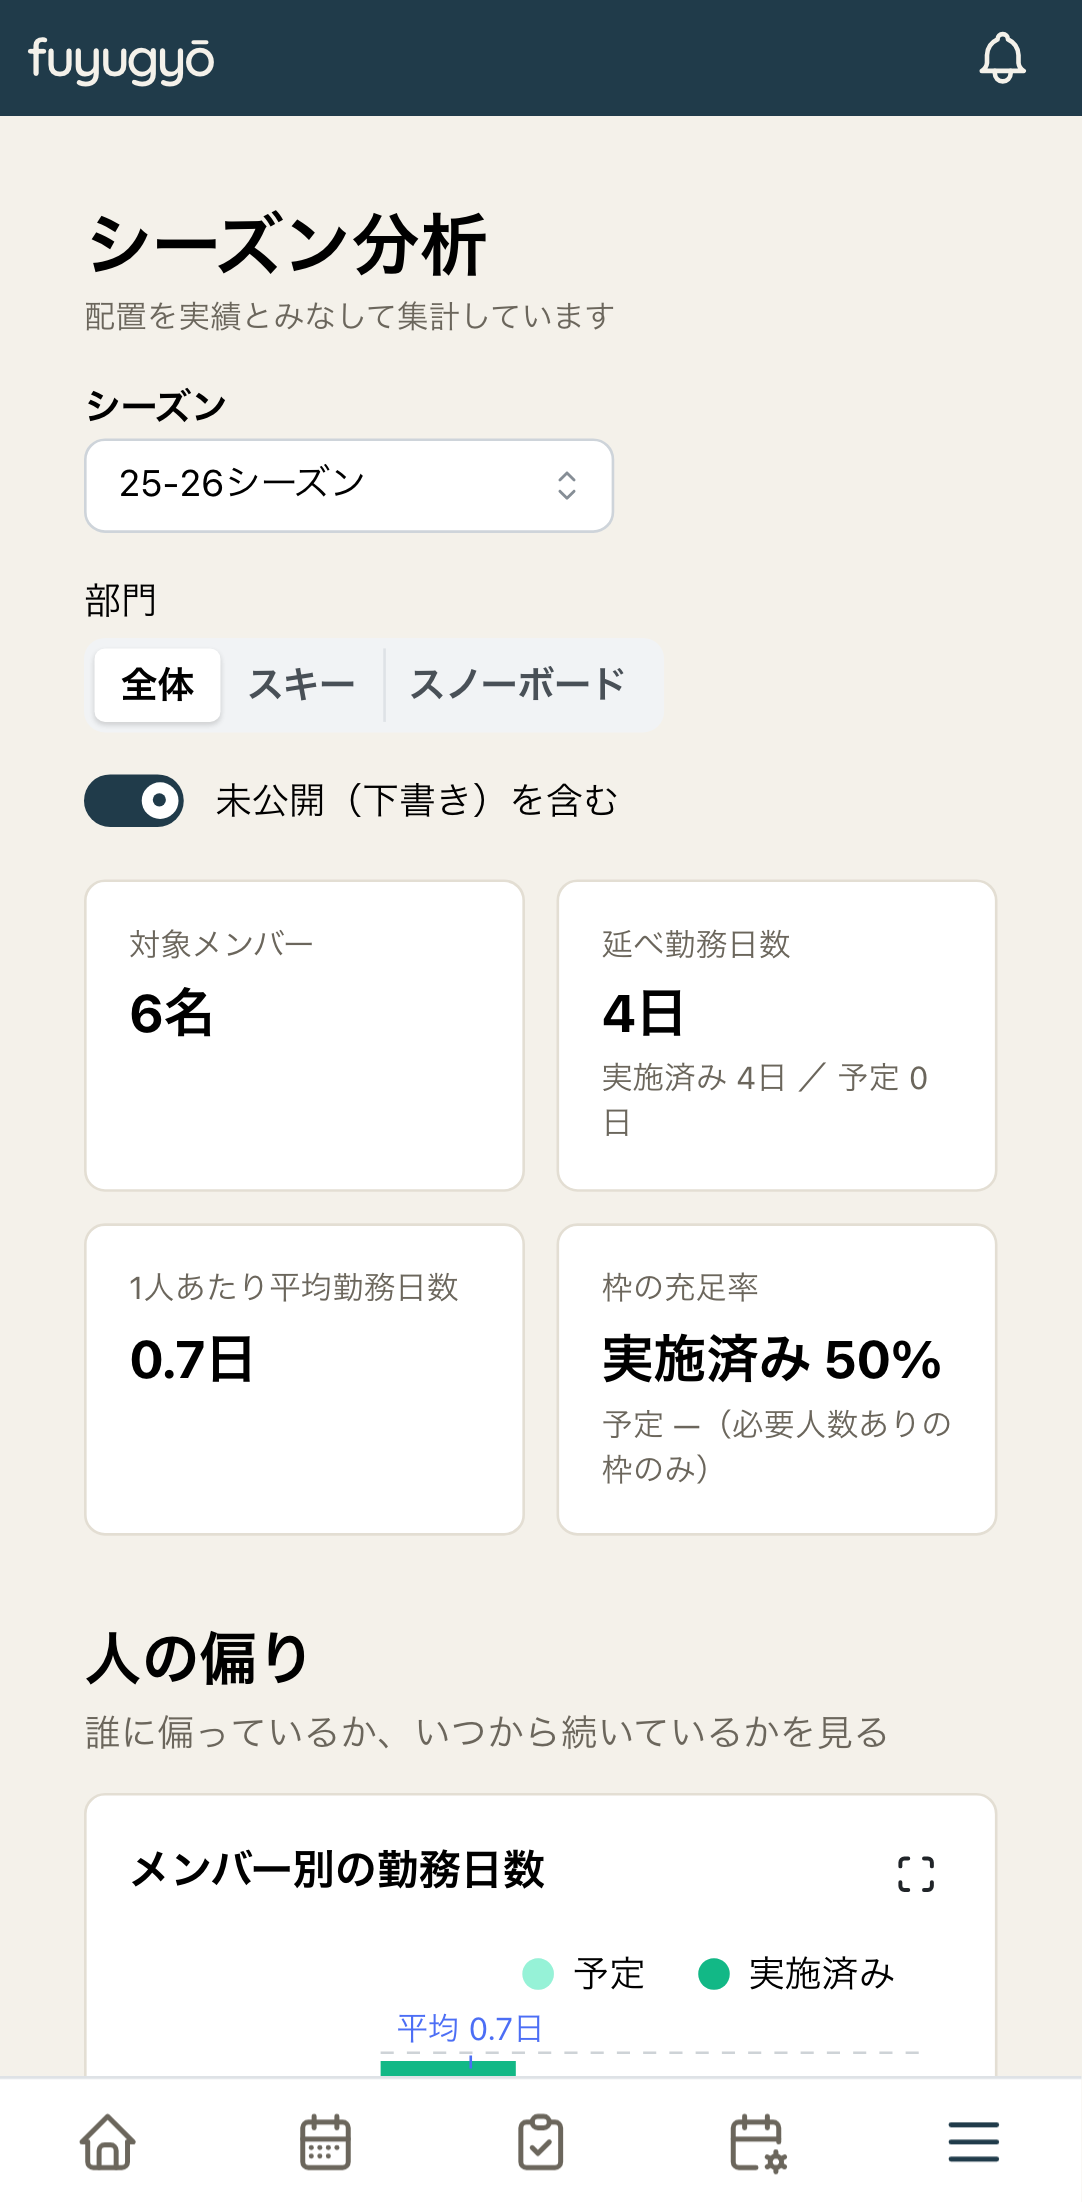 fuyugyō
シーズン分析
配置を実績とみなして集計しています
シーズン
25-26シーズン
部門
全体 スキー スノーボード
未公開（下書き）を含む
対象メンバー
6名
延べ勤務日数
4日
実施済み 4日 ／ 予定 0
日
1人あたり平均勤務日数
0.7日
枠の充足率
実施済み 50%
予定 —（必要人数ありの
枠のみ）
人の偏り
誰に偏っているか、いつから続いているかを見る
メンバー別の勤務日数
予定 実施済み
平均 0.7日